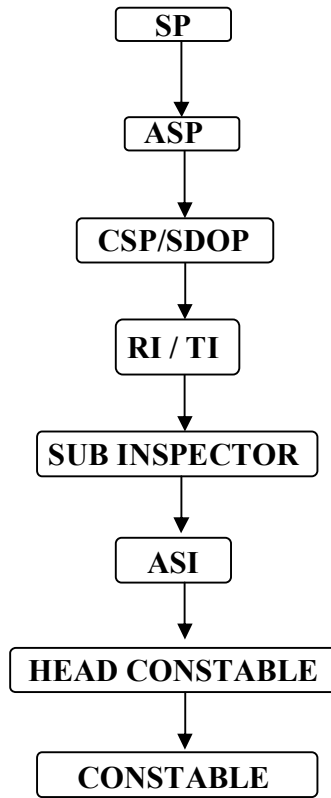 SP
ASP
CSP/SDOP
RI / TI
SUB INSPECTOR
ASI
HEAD CONSTABLE
CONSTABLE